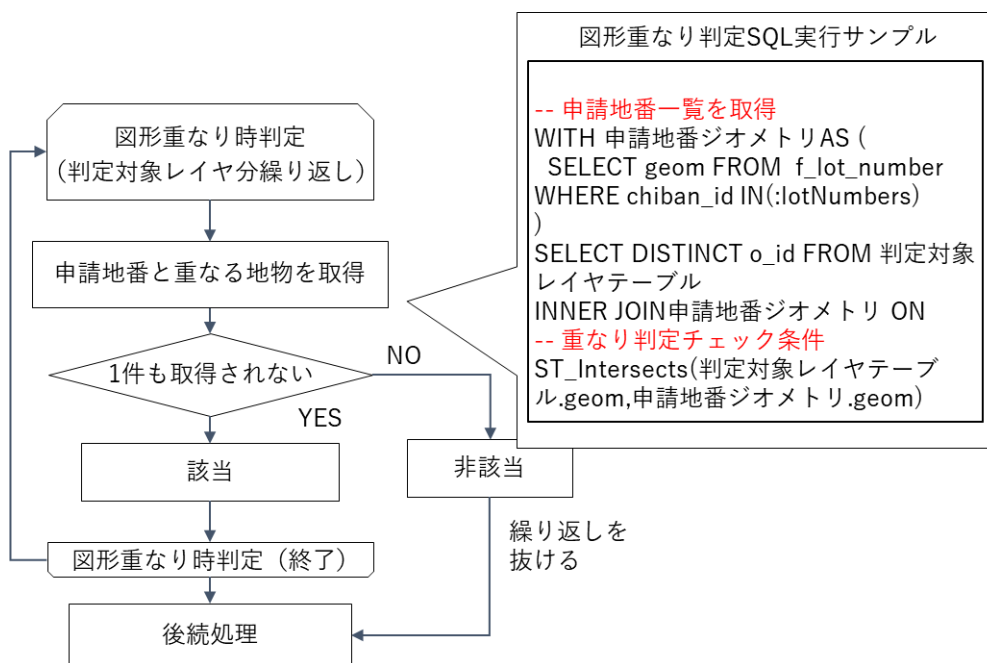 図形重なり時判定
(判定対象レイヤ分繰り返し)
申請地番と重なる地物を取得
1件も取得されない
NO
YES
該当
非該当
図形重なり時判定（終了）
繰り返しを
抜ける
後続処理
図形重なり判定SQL実行サンプル
-- 申請地番一覧を取得
WITH 申請地番ジオメトリAS (
SELECT geom FROM f_lot_number
WHERE chiban_id IN(:lotNumbers)
)
SELECT DISTINCT o_id FROM 判定対象
レイヤテーブル
INNER JOIN申請地番ジオメトリ ON
-- 重なり判定チェック条件
ST_Intersects(判定対象レイヤテーブ
ル.geom,申請地番ジオメトリ.geom)